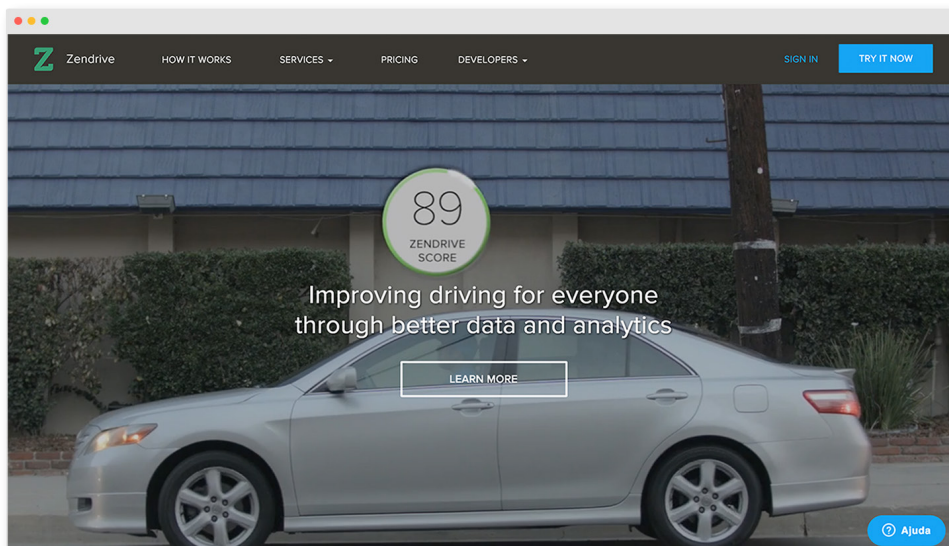 Z Zendrive HOW IT WORKS SERVICES PRICING DEVELOPERS SIGN IN TRY IT NOW
89
ZENDRIVE
SCORE
Improving driving for everyone
through better data and analytics
LEARN MORE
? Ajuda